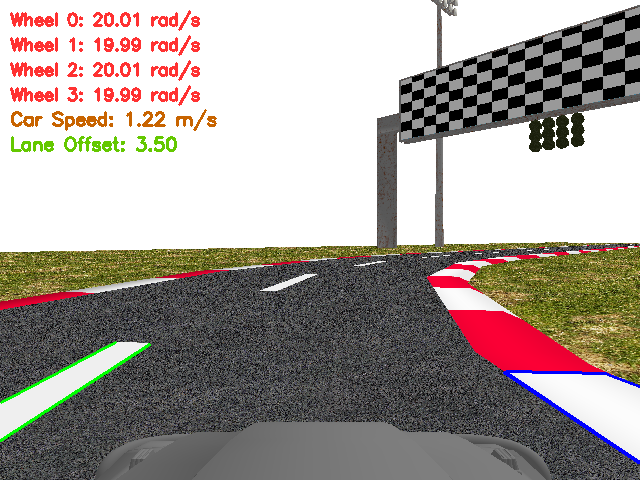 Wheel 0: 20.01 rad/s
Wheel 1: 19.99 rad/s
Wheel 2: 20.01 rad/s
Wheel 3: 19.99 rad/s
Car Speed: 1.22 m/s
Lane Offset: 3.50